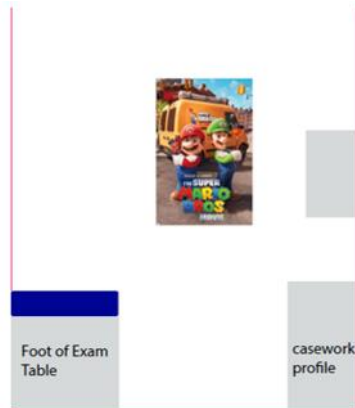 THE SUPER
MARIO
BROS
MOVIE
Foot of Exam
Table
casework
profile